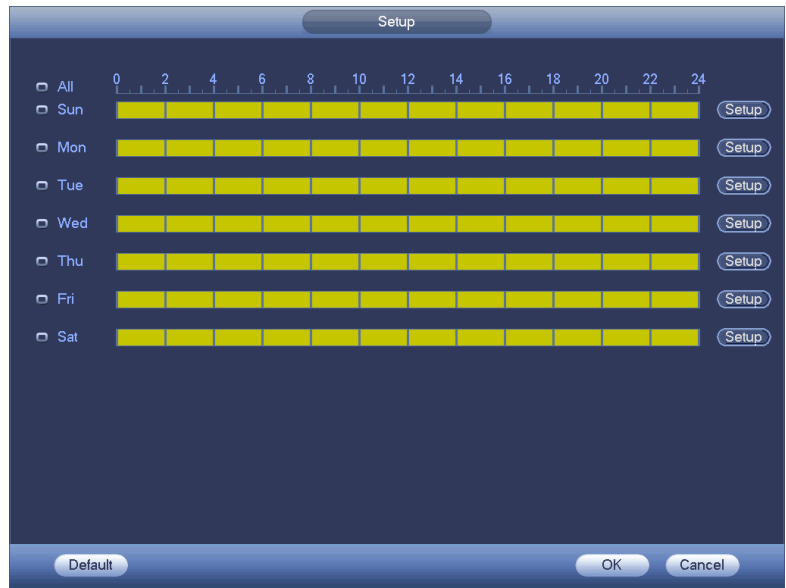 Setup
All 0 2 4 6 8 10 12 14 16 18 20 22 24
Sun Setup
Mon Setup
Tue Setup
Wed Setup
Thu Setup
Fri Setup
Sat Setup
Default OK Cancel